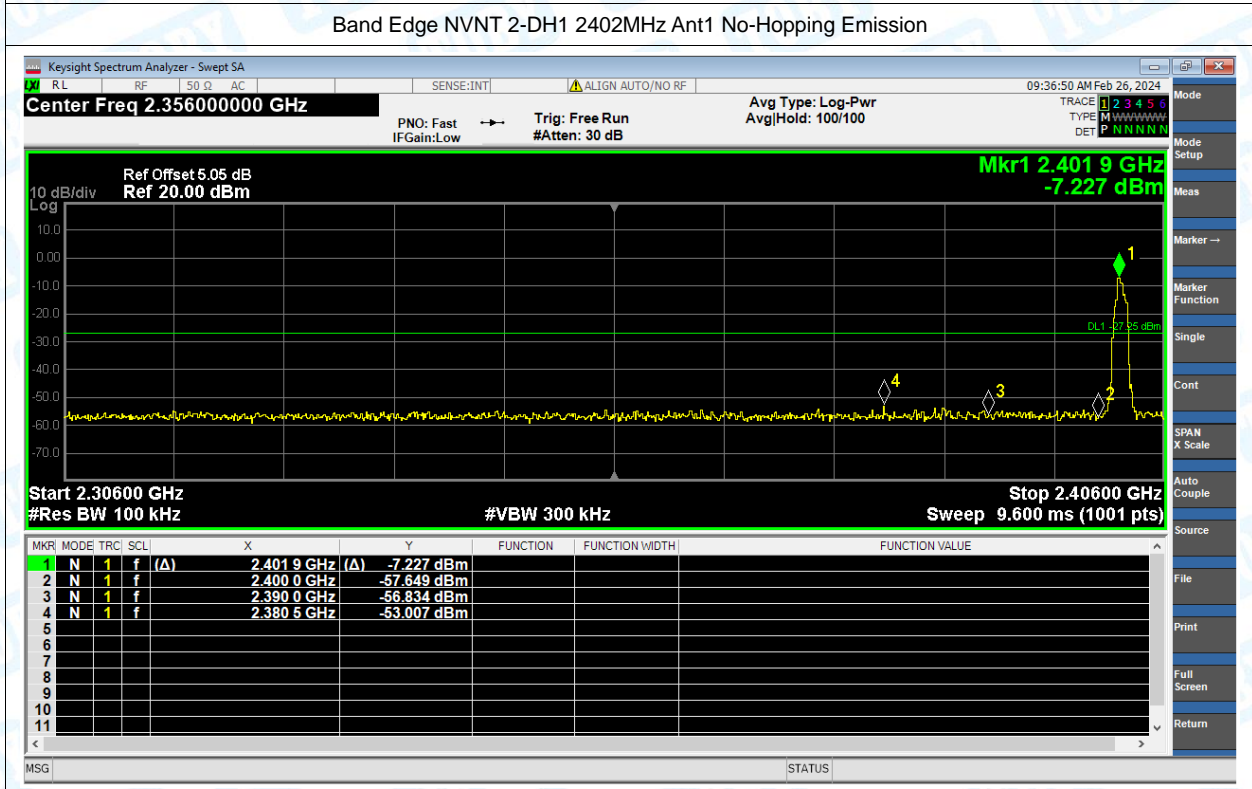 Band Edge NVNT 2-DH1 2402MHz Ant1 No-Hopping Emission
Keysight Spectrum Analyzer - Swept SA
LXI RL RF 50 Ω AC SENSE:INT ALIGN AUTO/NO RF 09:36:50 AM Feb 26, 2024
Center Freq 2.356000000 GHz
PNO: Fast
IFGain:Low
Trig: Free Run
#Atten: 30 dB
Avg Type: Log-Pwr
Avg|Hold: 100/100
TRACE 1 2 3 4 5 6
TYPE M WWWWW
DET P N N N N N
Ref Offset 5.05 dB
10 dB/div Ref 20.00 dBm
Log
Mkr1 2.401 9 GHz
-7.227 dBm
10.0
0.00
-10.0
-20.0
-30.0
-40.0
-50.0
-60.0
-70.0
1
DL1 -27.25 dBm
4
3
2
Start 2.30600 GHz Stop 2.40600 GHz
#Res BW 100 kHz #VBW 300 kHz Sweep 9.600 ms (1001 pts)
MKR MODE TRC SCL X Y FUNCTION FUNCTION WIDTH FUNCTION VALUE
1 N 1 f (Δ) 2.401 9 GHz (Δ) -7.227 dBm
2 N 1 f 2.400 0 GHz -57.649 dBm
3 N 1 f 2.390 0 GHz -56.834 dBm
4 N 1 f 2.380 5 GHz -53.007 dBm
5
6
7
8
9
10
11
MSG STATUS
Mode
Mode
Setup
Meas
Marker →
Marker
Function
Single
Cont
SPAN
X Scale
Auto
Couple
Source
File
Print
Full
Screen
Return